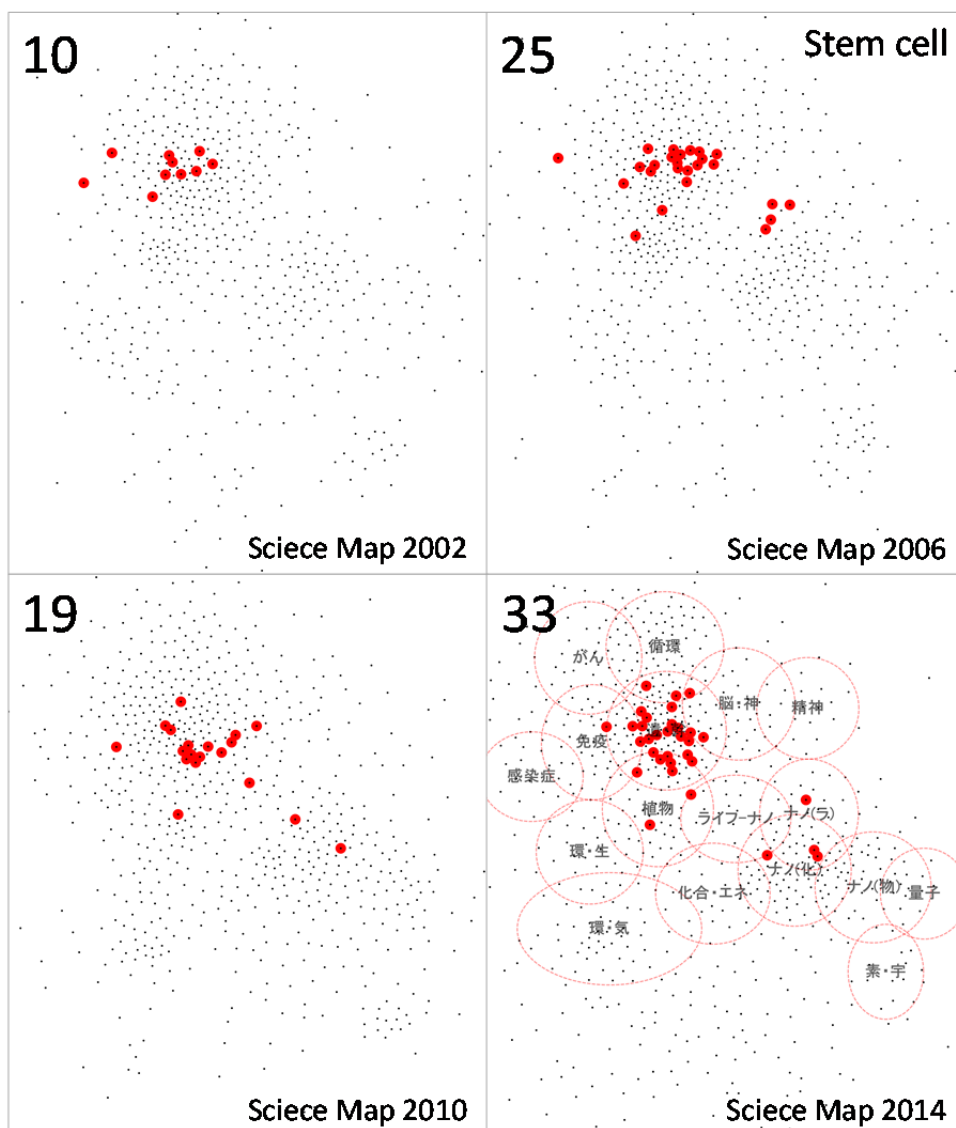 10
25
Stem cell
Sciece Map 2002
Sciece Map 2006
19
33
がん
循環
脳・神
精神
免疫
感染症
植物
ライフーナノ
ナノ(ラ)
環・生
ナノ(化)
化合・エネ
ナノ(物)
量子
環・気
素・宇
Sciece Map 2010
Sciece Map 2014